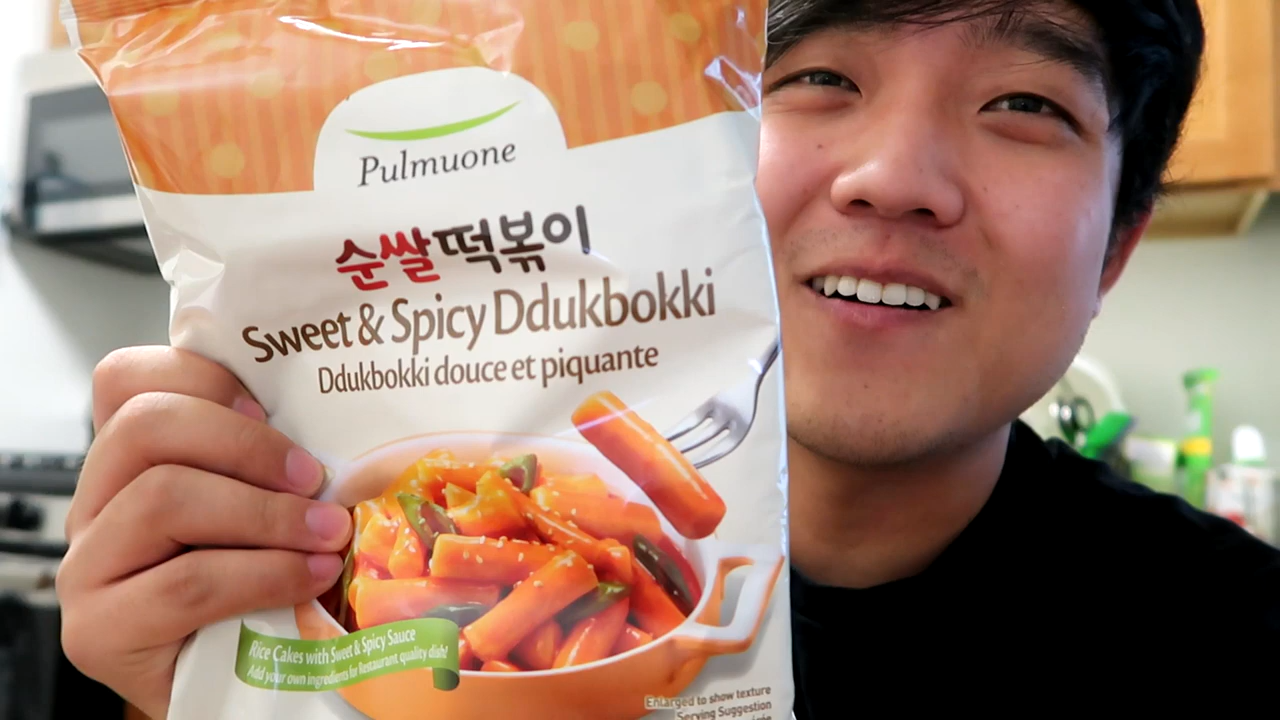 Pulmuone
순쌀떡볶이
Sweet & Spicy Ddukbokki
Ddukbokki douce et piquante
Rice Cakes with Sweet & Spicy Sauce
Add your own ingredients for Restaurant quality dish!
Enlarged to show texture
Serving Suggestion